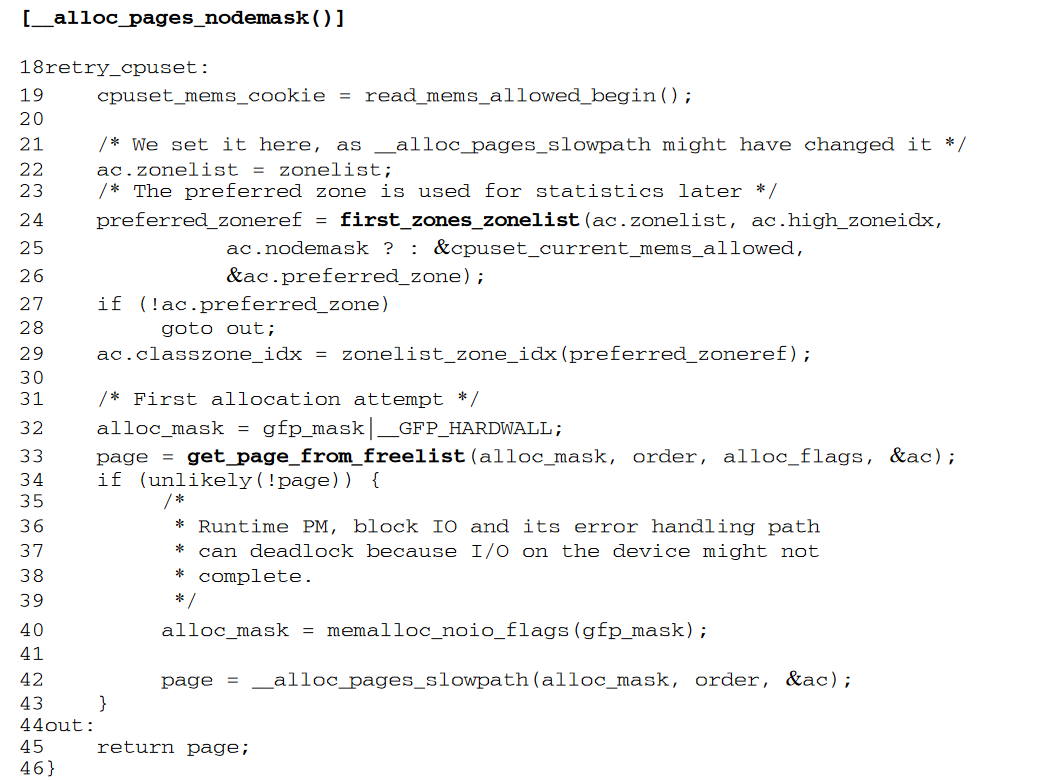 [__alloc_pages_nodemask()]
18retry_cpuset:
19    cpuset_mems_cookie = read_mems_allowed_begin();
20
21    /* We set it here, as __alloc_pages_slowpath might have changed it */
22    ac.zonelist = zonelist;
23    /* The preferred zone is used for statistics later */
24    preferred_zoneref = first_zones_zonelist(ac.zonelist, ac.high_zoneidx,
25              ac.nodemask ? : &cpuset_current_mems_allowed,
26              &ac.preferred_zone);
27    if (!ac.preferred_zone)
28         goto out;
29    ac.classzone_idx = zonelist_zone_idx(preferred_zoneref);
30
31    /* First allocation attempt */
32    alloc_mask = gfp_mask|__GFP_HARDWALL;
33    page = get_page_from_freelist(alloc_mask, order, alloc_flags, &ac);
34    if (unlikely(!page)) {
35         /*
36          * Runtime PM, block IO and its error handling path
37          * can deadlock because I/O on the device might not
38          * complete.
39          */
40         alloc_mask = memalloc_noio_flags(gfp_mask);
41
42         page = __alloc_pages_slowpath(alloc_mask, order, &ac);
43    }
44out:
45    return page;
46}